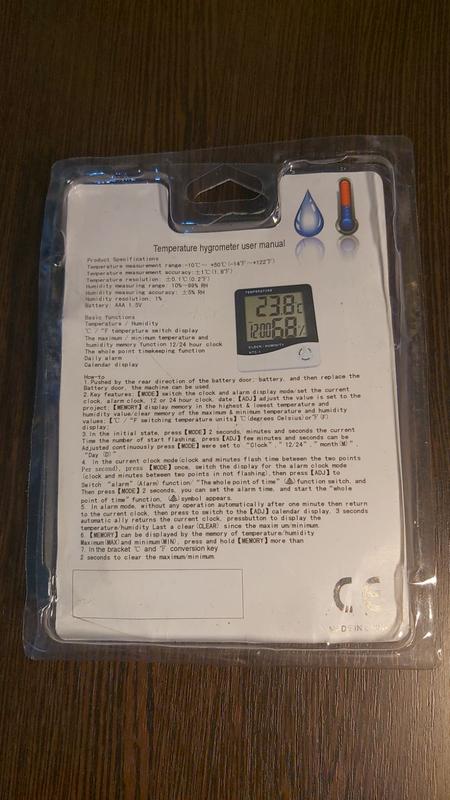 Temperature hygrometer user manual
Product Specifications
Temperature measurement range:-10℃~ +50℃(-14℉~+122℉)
Temperature measurement accuracy:±1℃(1.8℉)
Temperature resolution: ±0.1℃(0.2℉)
Humidity measuring range: 10%~99% RH
Humidity measuring accuracy: ±5% RH
Humidity resolution: 1%
Battery: AAA 1.5V
Basic functions
Temperature / Humidity
℃ / ℉ temperature switch display
The maximum / minimum temperature and
humidity memory function 12/24 hour clock
The whole point timekeeping function
Daily alarm
Calendar display
TEMPERATURE
23.8℃
12:00 58%
CLOCK/HUMIDITY
HTC-1
How-to
1.Pushed by the rear direction of the battery door, battery, and then replace the
Battery door, the machine can be used.
2.Key features:【MODE】switch the clock and alarm display mode/set the current
clock, alarm clock, 12 or 24 hour clock, date.【ADJ】adjust the value is set to the
project;【MEMORY】display memory in the highest & lowest temperature and
humidity value/clear memory of the maximum & minimum temperature and humidity
values;【℃ / ℉ switching temperature units】℃(degrees Celsius/or℉(F)
display;
3.In the initial state, press【MODE】2 seconds, minutes and seconds the current
Time the number of start flashing, press【ADJ】few minutes and seconds can be
Adjusted continuously press【MODE】were set to "Clock", " 12/24" ," month(M)",
"Day (D)"
4. In the current clock mode(clock and minutes flash time between the two points
Per second), press【MODE】once, switch the display for the alarm clock mode
(clock and minutes between two points in not flashing), then press【ADJ】to
Switch "alarm"(Alarm) function/"The whole point of time" function switch, and
Then press【MODE】2 seconds, you can set the alarm time, and start the "whole
point of time" function, symbol appears.
5. In alarm mode, without any operation automatically after one minute then return
to the current clock, then press to switch to the【ADJ】calendar display, 3 seconds
automatic ally returns the current clock, pressbutton to display the
temperature/humidity Last a clear(CLEAR) since the maxim um/minimum.
6.【MEMORY】can be displayed by the memory of temperature/humidity
Maximum(MAX)and minimum(MIN), press and hold【MEMORY】more than
7. In the bracket ℃ and ℉ conversion key
2 seconds to clear the maximum/minimum.
CE
MADE IN CHINA